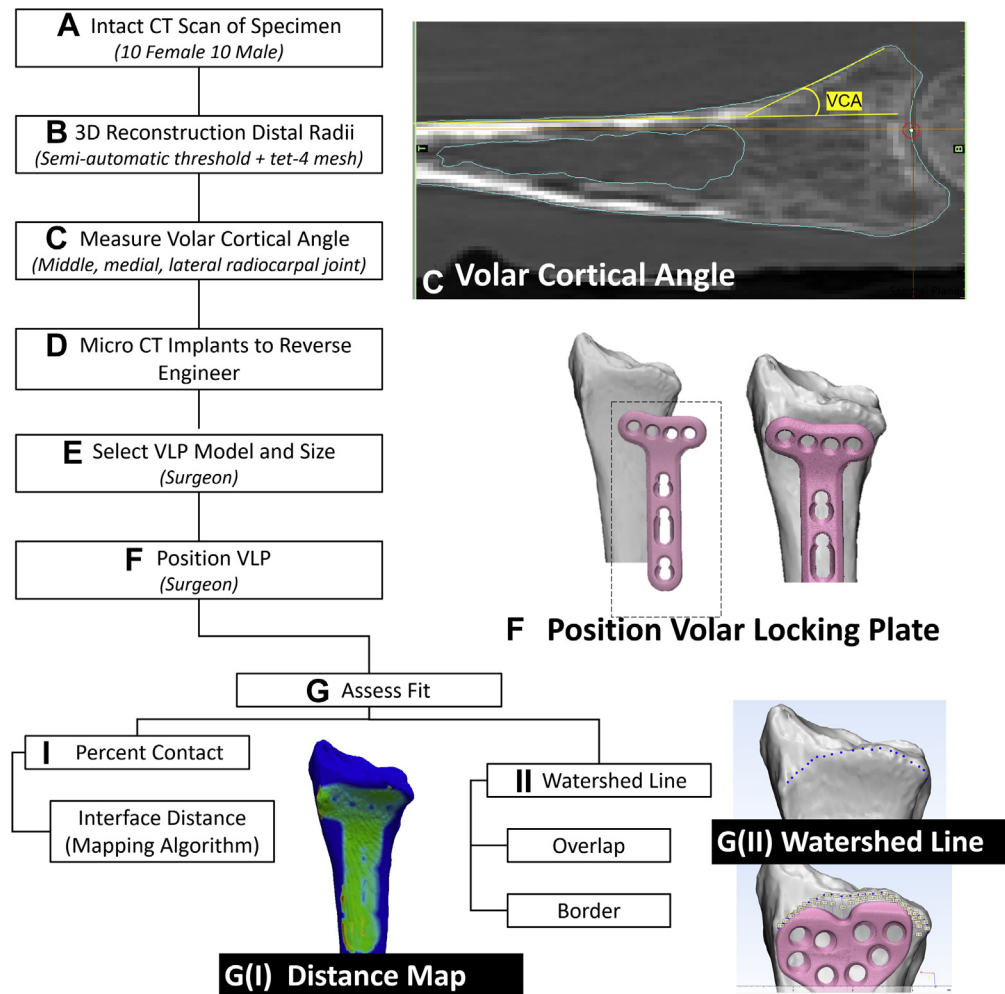 A Intact CT Scan of Specimen
(10 Female 10 Male)
B 3D Reconstruction Distal Radii
(Semi-automatic threshold + tet-4 mesh)
C Measure Volar Cortical Angle
(Middle, medial, lateral radiocarpal joint)
D Micro CT Implants to Reverse
Engineer
E Select VLP Model and Size
(Surgeon)
F Position VLP
(Surgeon)
G Assess Fit
I Percent Contact
Interface Distance
(Mapping Algorithm)
II Watershed Line
Overlap
Border
VCA
T
B
C Volar Cortical Angle
F Position Volar Locking Plate
G(I) Distance Map
G(II) Watershed Line